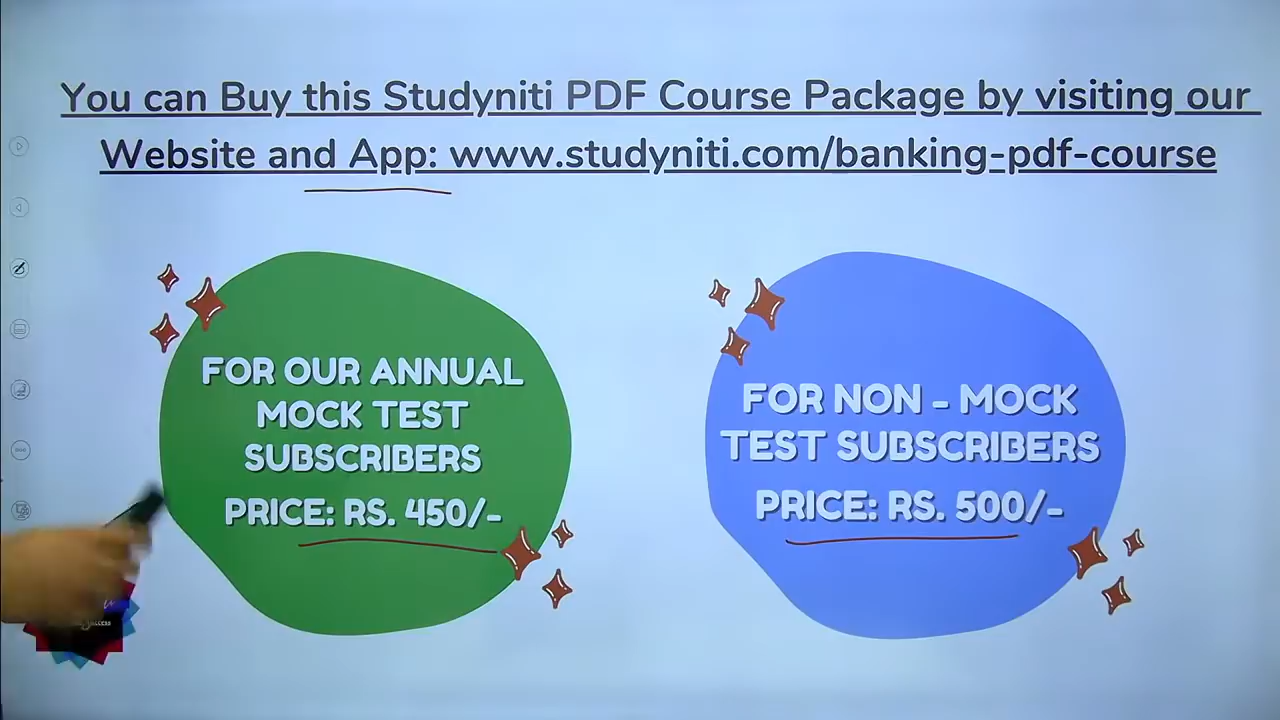 You can Buy this Studyniti PDF Course Package by visiting our
Website and App: www.studyniti.com/banking-pdf-course
FOR OUR ANNUAL
MOCK TEST
SUBSCRIBERS
PRICE: RS. 450/-
FOR NON - MOCK
TEST SUBSCRIBERS
PRICE: RS. 500/-